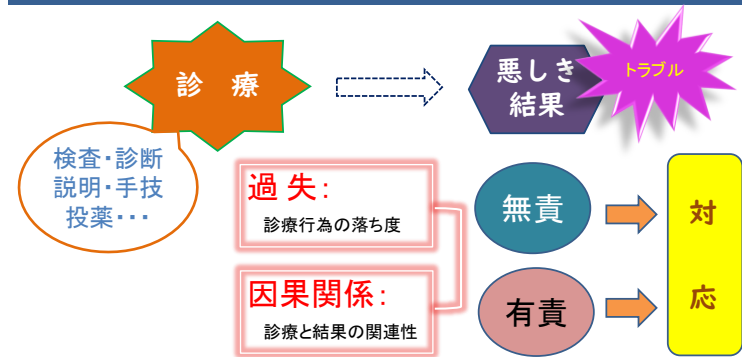 診 療
悪しき
結果
トラブル
検査・診断
説明・手技
投薬・・・
過 失:
診療行為の落ち度
無責
因果関係:
診療と結果の関連性
有責
対
応